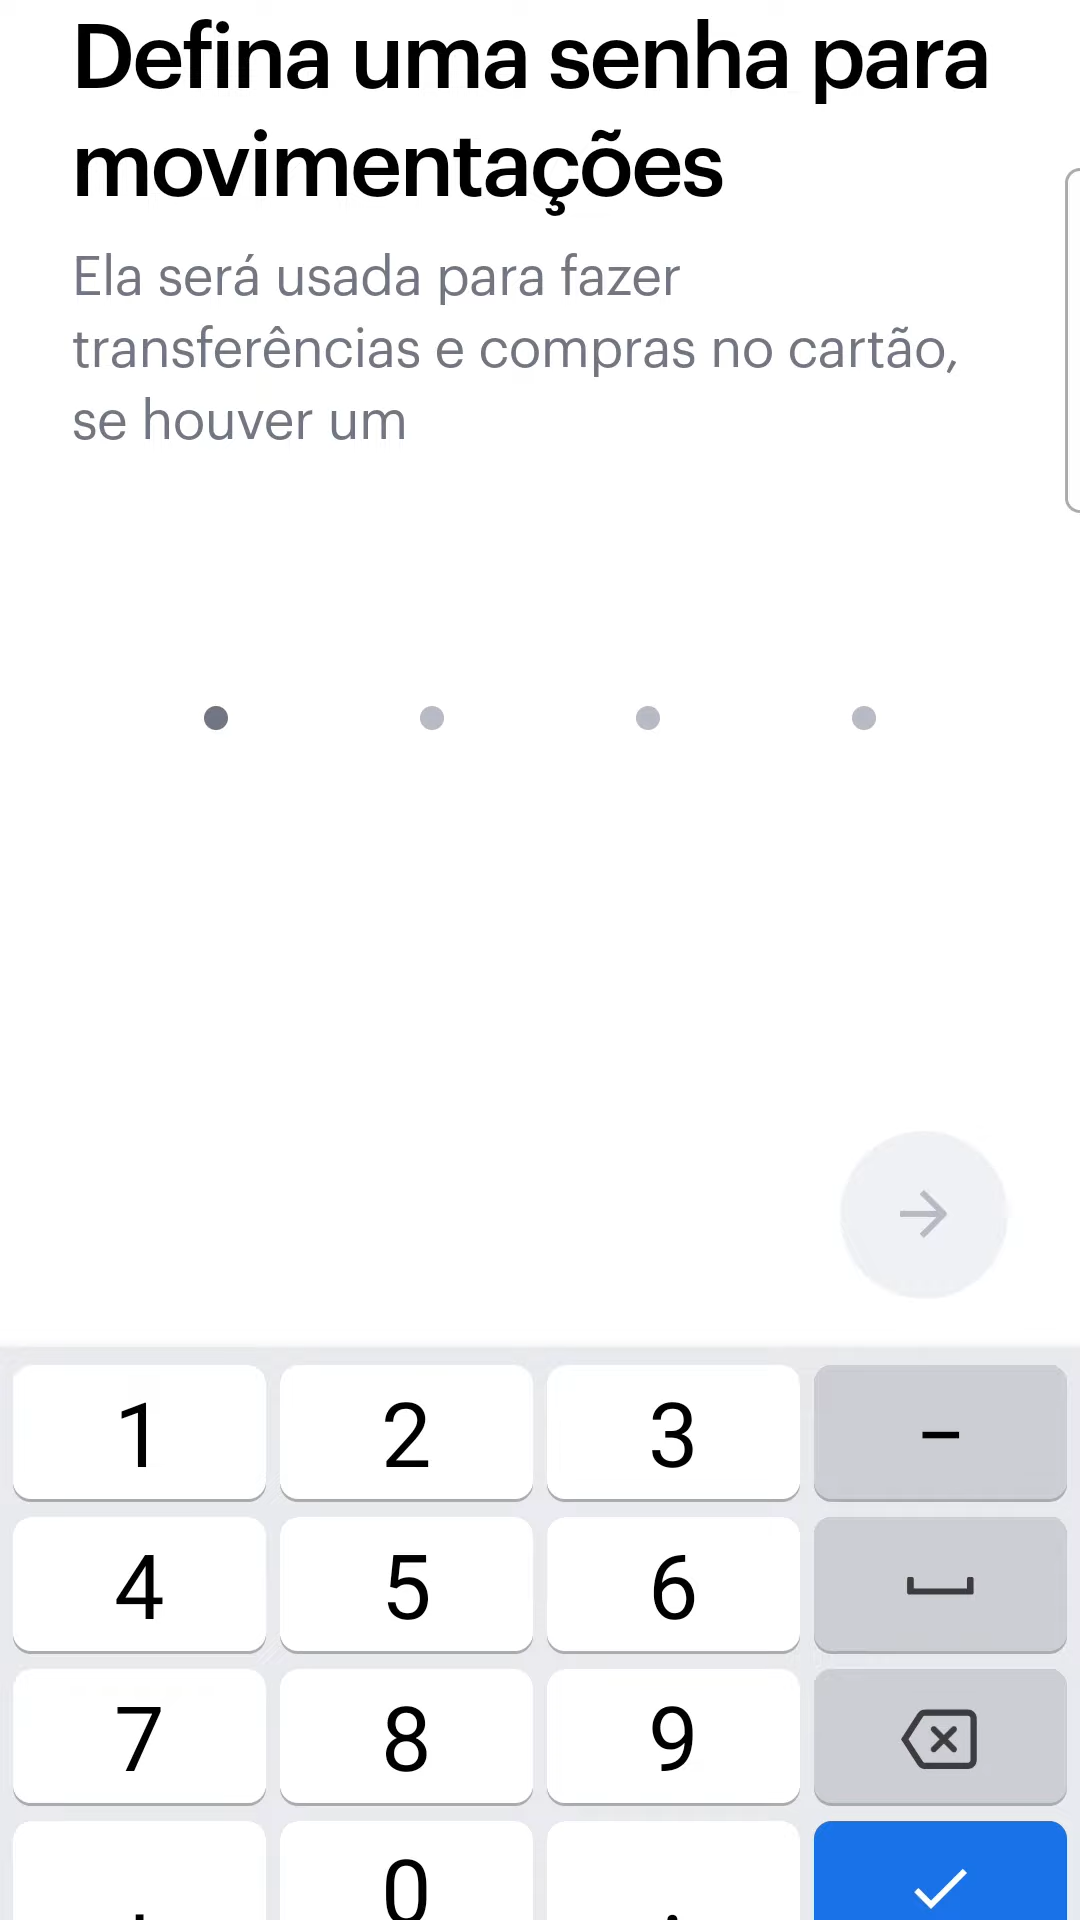 Defina uma senha para
movimentações
Ela será usada para fazer
transferências e compras no cartão,
se houver um
1 2 3 –
4 5 6
7 8 9
, 0 .